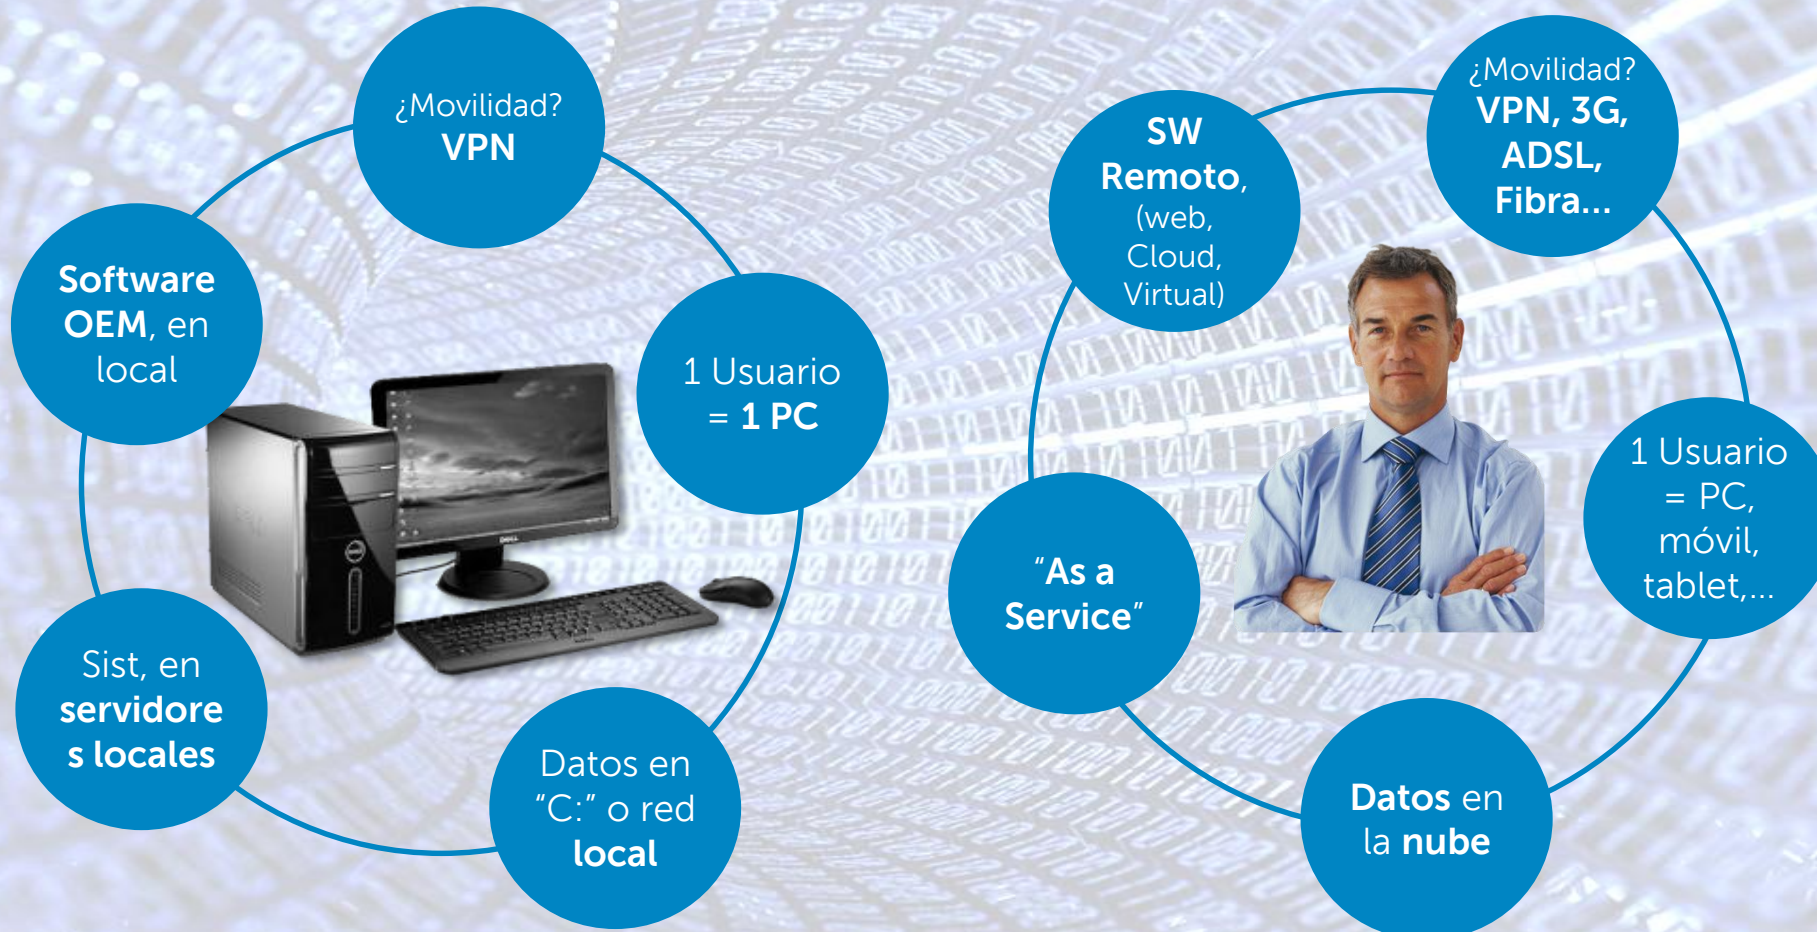 ¿Movilidad?
VPN
1 Usuario
= 1 PC
Datos en
“C:” o red
local
Sist, en
servidore
s locales
Software
OEM, en
local
¿Movilidad?
VPN, 3G,
ADSL,
Fibra...
1 Usuario
= PC,
móvil,
tablet,...
Datos en
la nube
“As a
Service”
SW
Remoto,
(web,
Cloud,
Virtual)
DELL